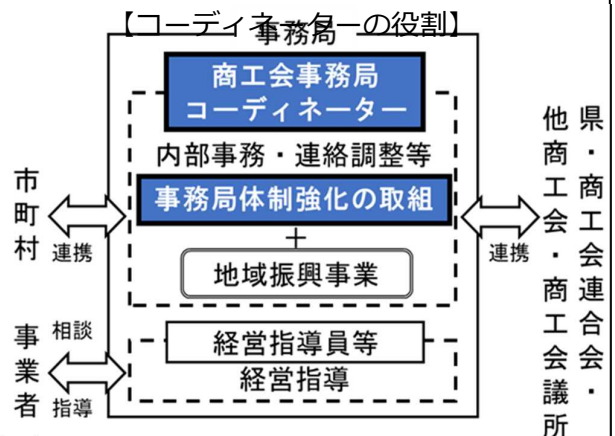 【コーディネーターの役割】
事務局
商工会事務局
コーディネーター
内部事務・連絡調整等
事務局体制強化の取組
+
地域振興事業
経営指導員等
経営指導
市町村
連携
事業者
相談
指導
連携
県・商工会連合会・
他商工会・商工会議所